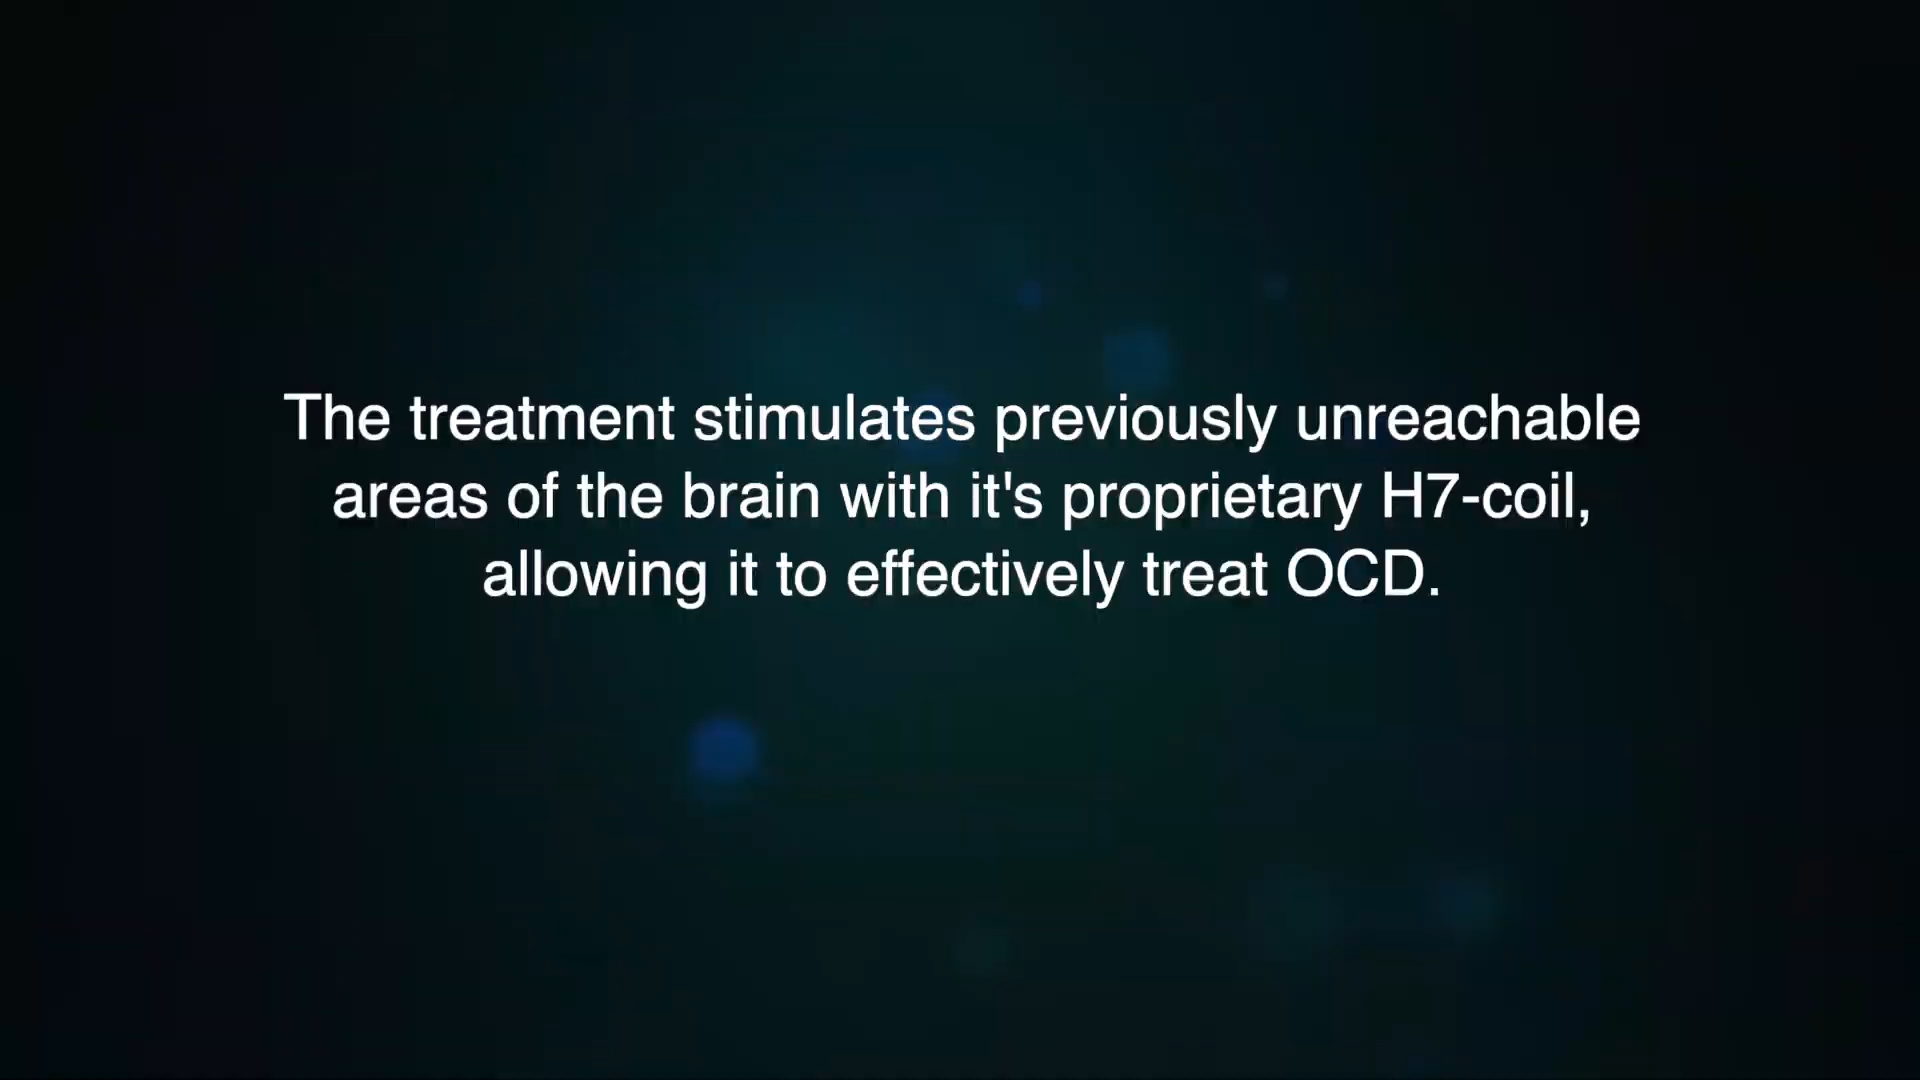 The treatment stimulates previously unreachable
areas of the brain with it's proprietary H7-coil,
allowing it to effectively treat OCD.